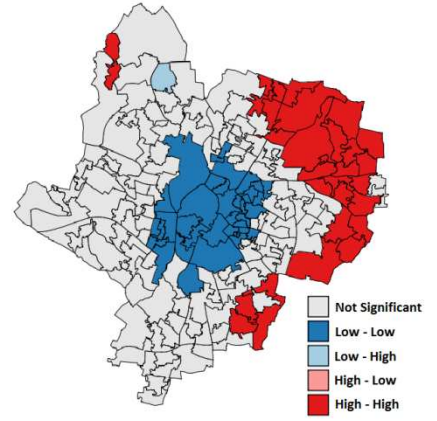 Not Significant
Low - Low
Low - High
High - Low
High - High